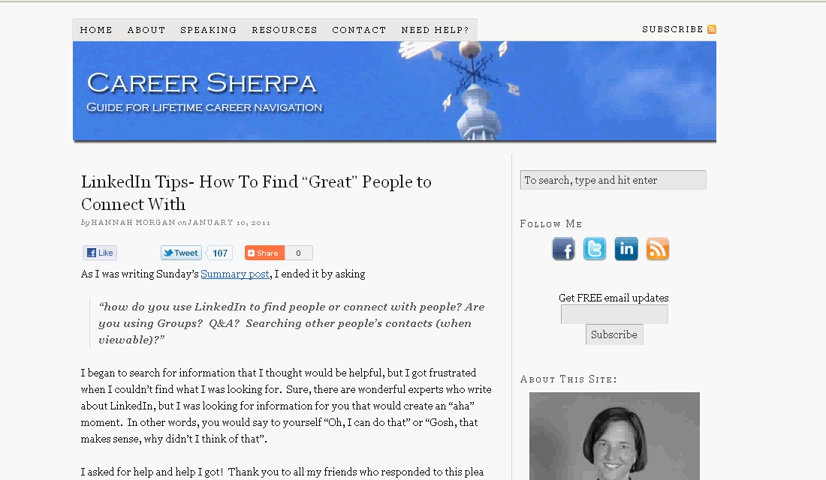 HOME ABOUT SPEAKING RESOURCES CONTACT NEED HELP? SUBSCRIBE
CAREER SHERPA
GUIDE FOR LIFETIME CAREER NAVIGATION
LinkedIn Tips- How To Find “Great” People to
Connect With
by HANNAH MORGAN on JANUARY 10, 2011
Like Tweet 107 Share 0
As I was writing Sunday’s Summary post, I ended it by asking
“how do you use LinkedIn to find people or connect with people? Are
you using Groups? Q&A? Searching other people’s contacts (when
viewable)?”
I began to search for information that I thought would be helpful, but I got frustrated
when I couldn’t find what I was looking for. Sure, there are wonderful experts who write
about LinkedIn, but I was looking for information for you that would create an “aha”
moment. In other words, you would say to yourself “Oh, I can do that” or “Gosh, that
makes sense, why didn’t I think of that”.
I asked for help and help I got! Thank you to all my friends who responded to this plea
To search, type and hit enter
FOLLOW ME
f t in
Get FREE email updates
Subscribe
ABOUT THIS SITE: